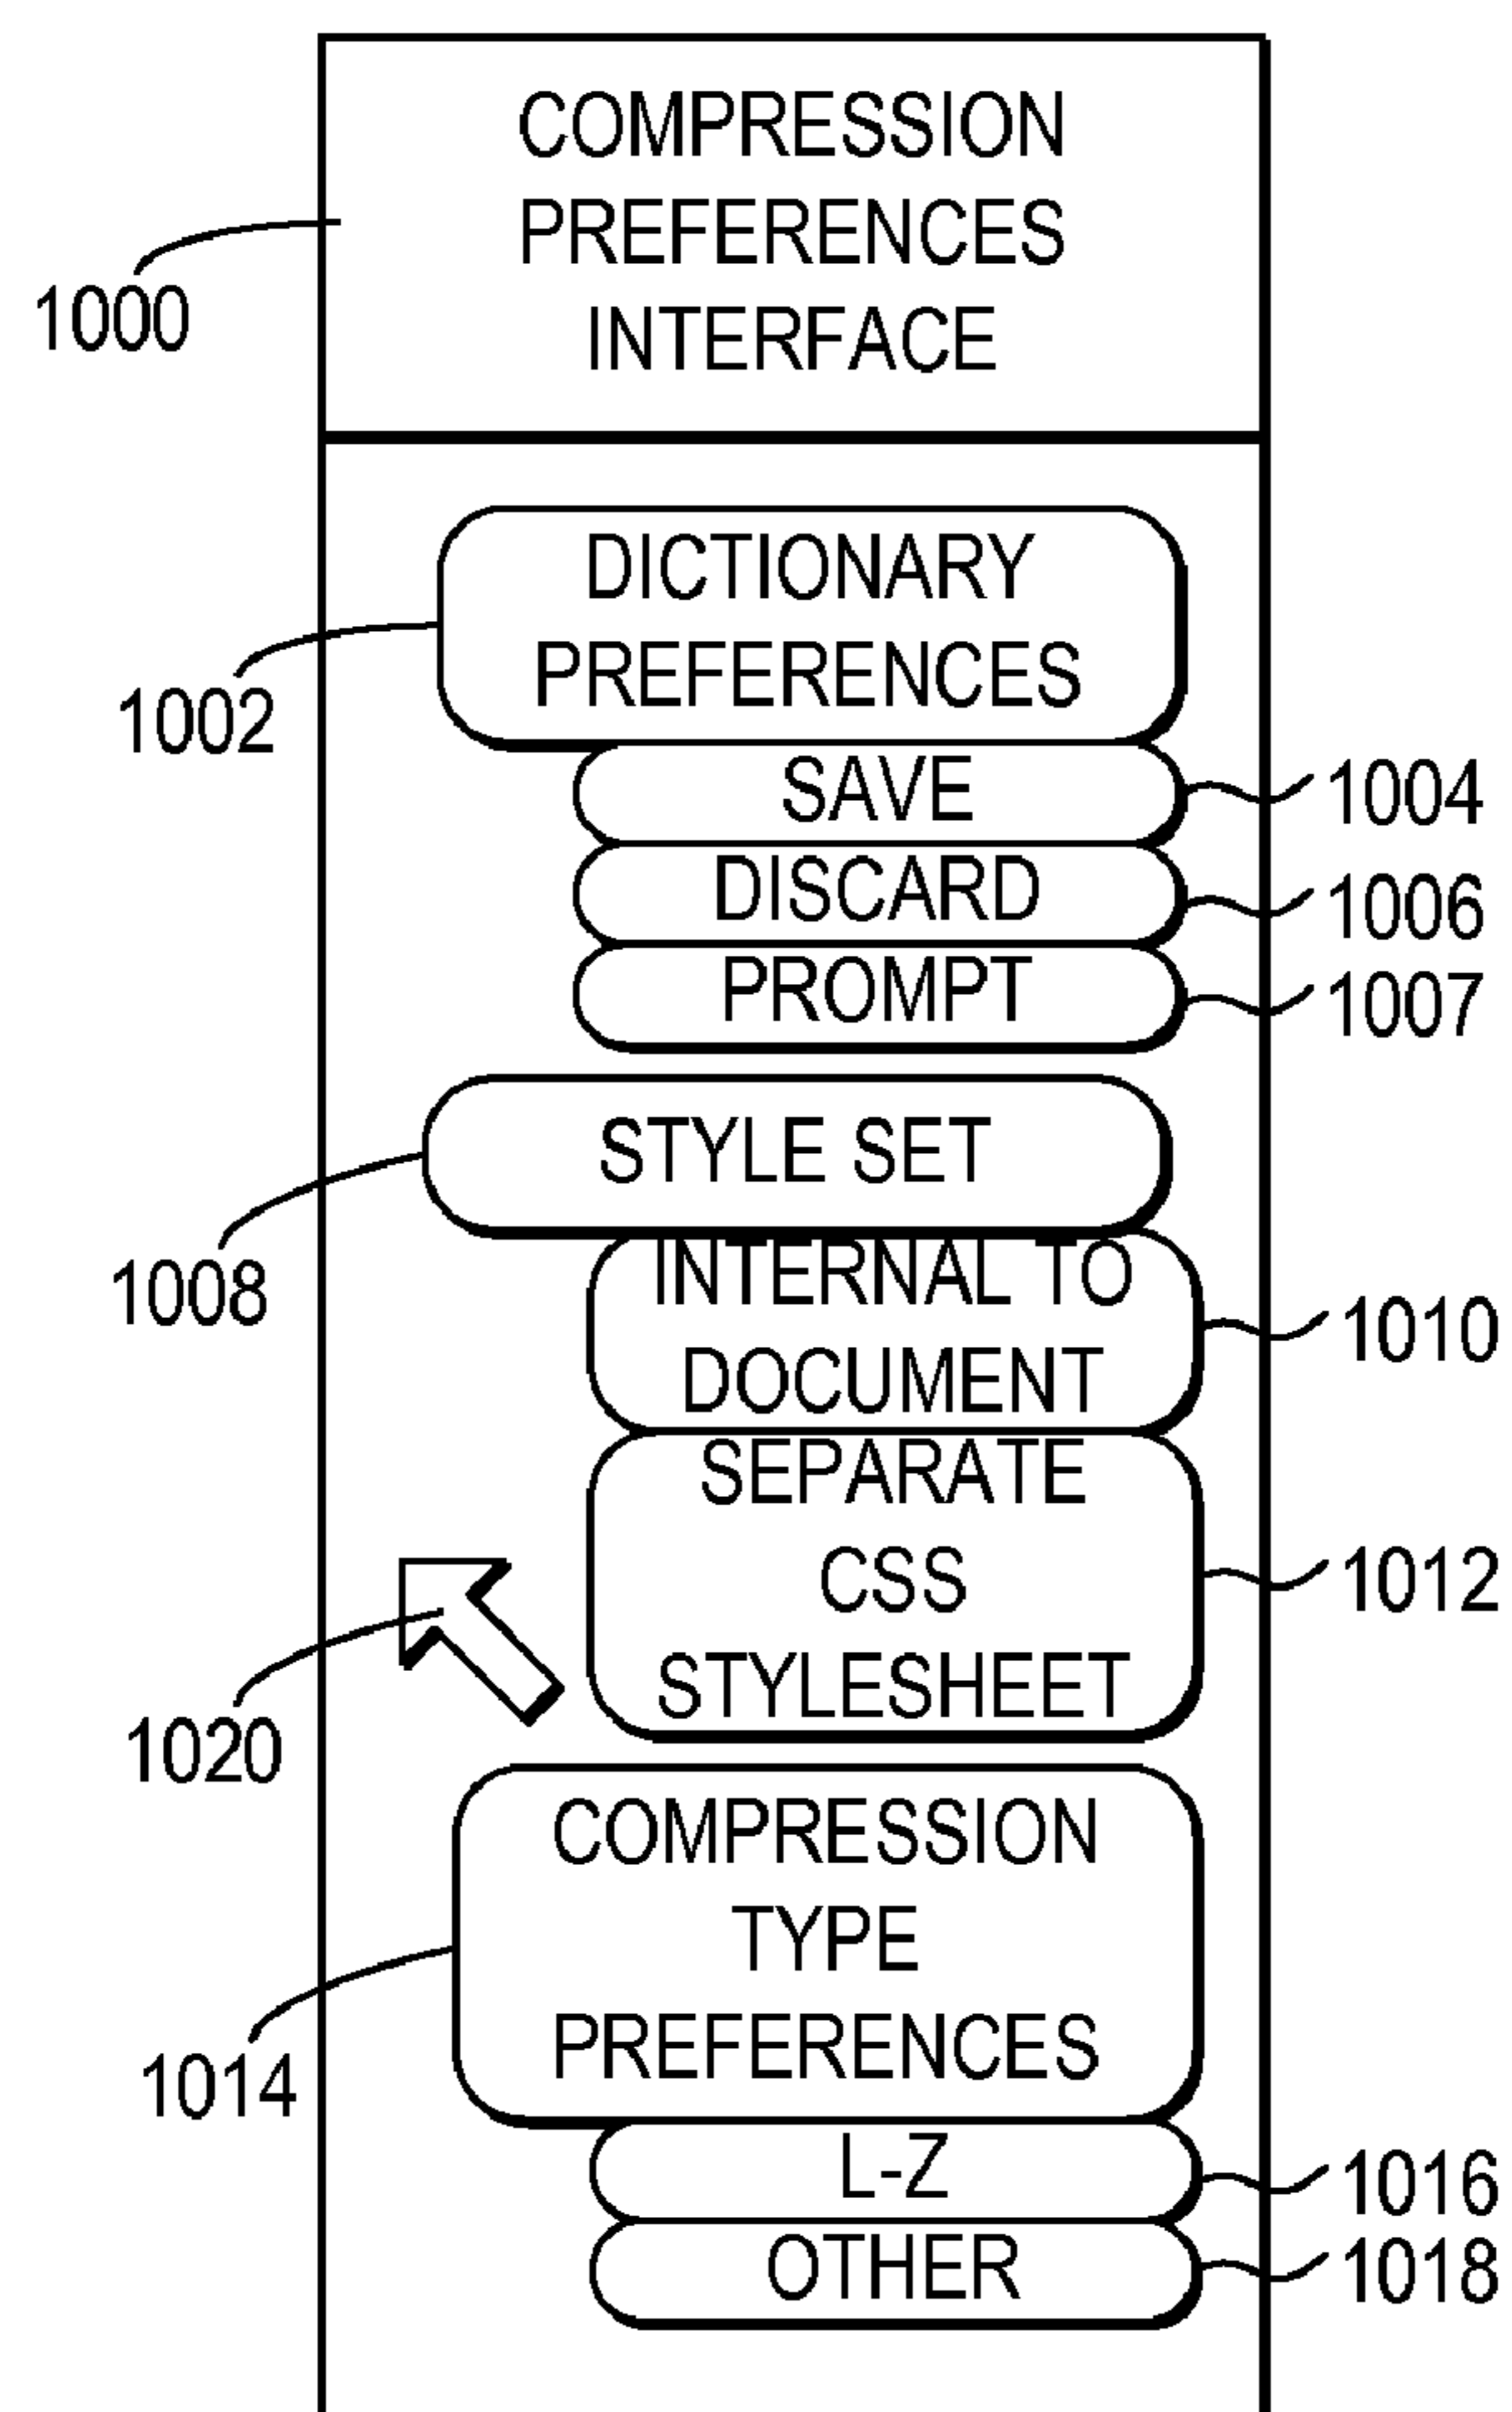 COMPRESSION
PREFERENCES
INTERFACE
1000
DICTIONARY
PREFERENCES
1002
SAVE
1004
DISCARD
1006
PROMPT
1007
STYLE SET
1008
INTERNAL TO
DOCUMENT
1010
SEPARATE
CSS
STYLESHEET
1012
1020
COMPRESSION
TYPE
PREFERENCES
1014
L-Z
1016
OTHER
1018